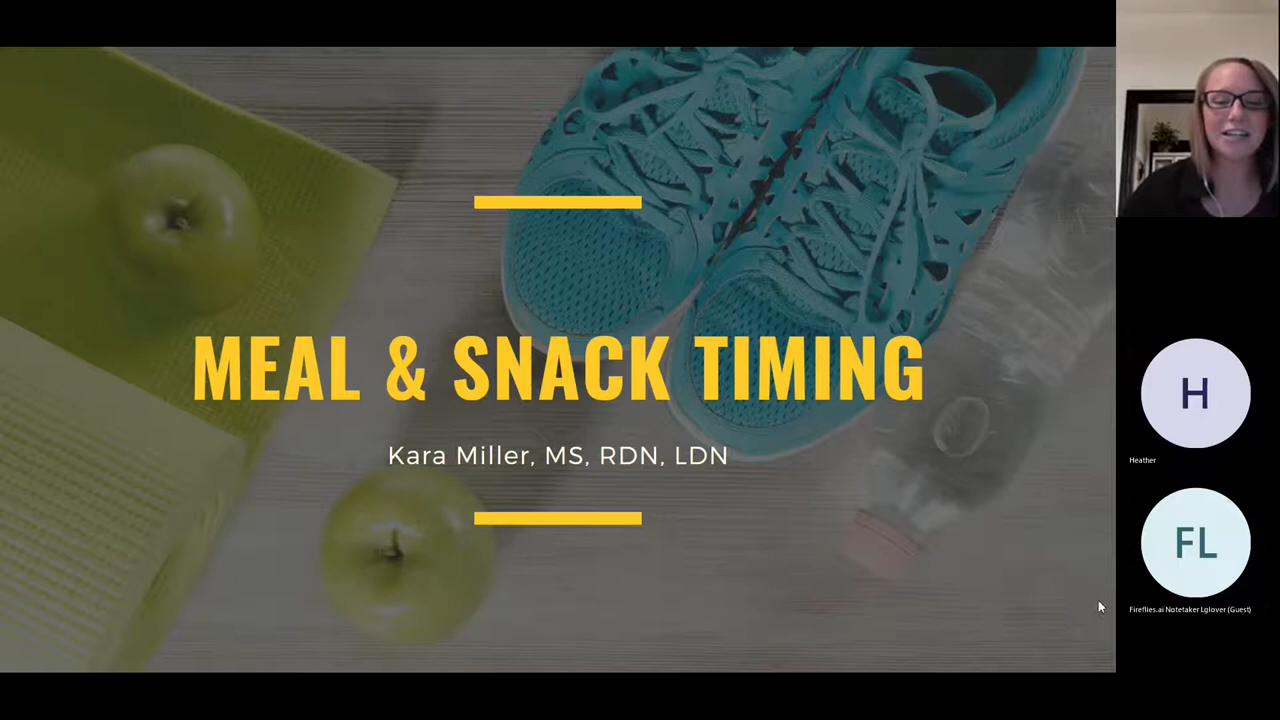 MEAL & SNACK TIMING
Kara Miller, MS, RDN, LDN
H
Heather
FL
Fireflies.ai Notetaker Lglover (Guest)